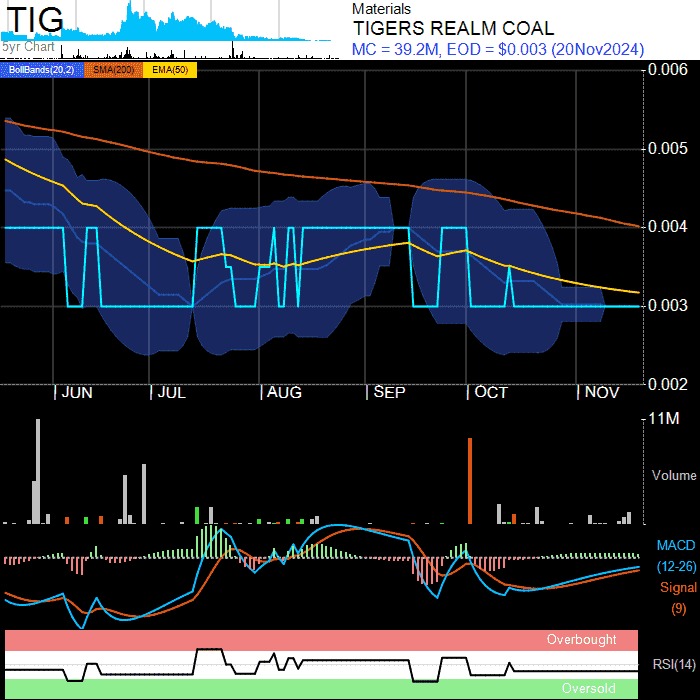 TIG
5yr Chart
Materials
TIGERS REALM COAL
MC = 39.2M, EOD = $0.003 (20Nov2024)
BollBands(20,2) SMA(200) EMA(50)
0.006
0.005
0.004
0.003
0.002
JUN JUL AUG SEP OCT NOV
11M
Volume
MACD
(12-26)
Signal
(9)
Overbought
RSI(14)
Oversold